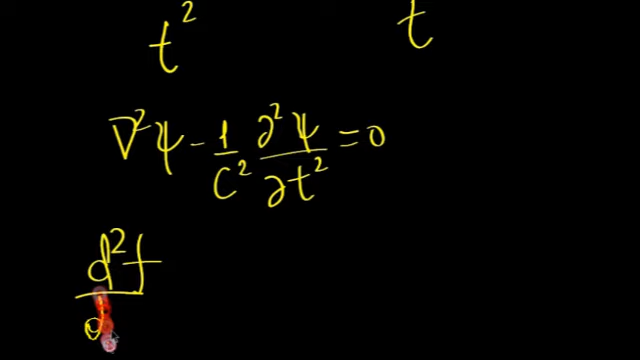 t² t
∇²ψ - 1/C² ∂²ψ/∂t² = 0
d²f